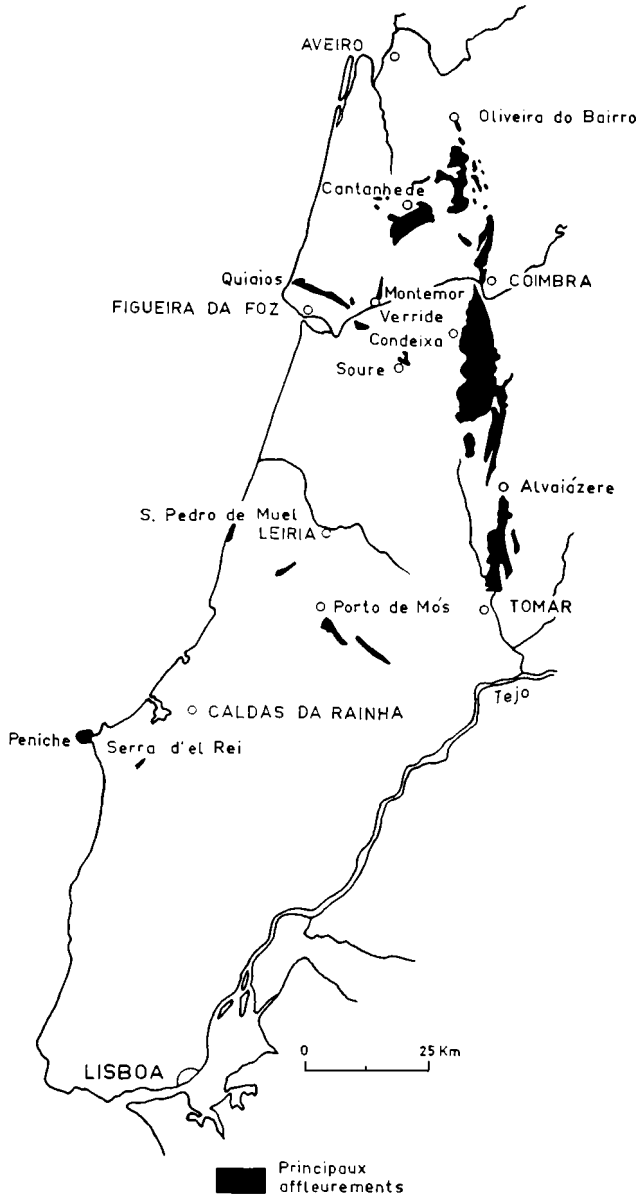 AVEIRO
Oliveira do Bairro
Cantanhede
Quiaios
COIMBRA
Montemor
FIGUEIRA DA FOZ
Verride
Condeixa
Soure
Alvaiázere
S. Pedro de Muel
LEIRIA
Porto de Mós
TOMAR
Tejo
CALDAS DA RAINHA
Peniche
Serra d'el Rei
0 25 Km
LISBOA
Principaux
affleurements